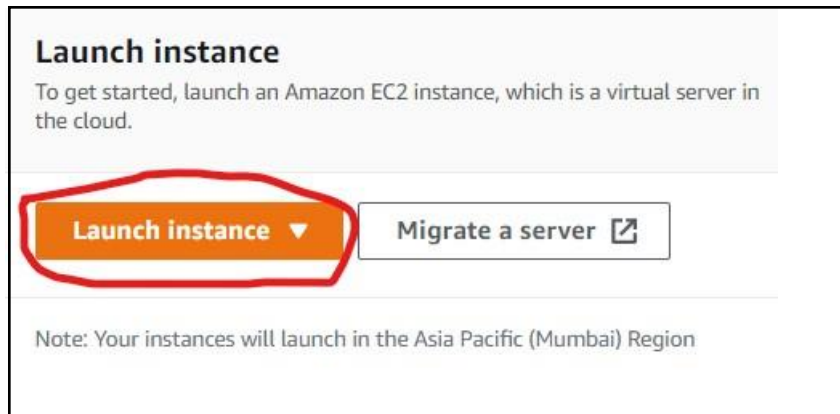 Launch instance
To get started, launch an Amazon EC2 instance, which is a virtual server in
the cloud.
Launch instance
Migrate a server
Note: Your instances will launch in the Asia Pacific (Mumbai) Region